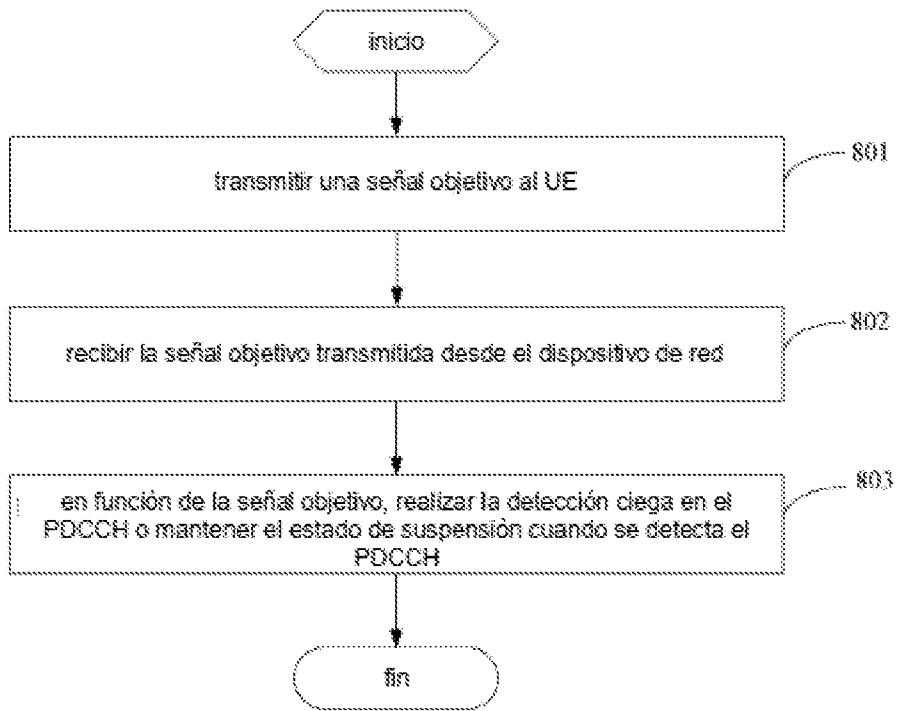 inicio
transmitir una señal objetivo al UE
801
recibir la señal objetivo transmitida desde el dispositivo de red
802
en función de la señal objetivo, realizar la detección ciega en el
PDCCH o mantener el estado de suspensión cuando se detecta el
PDCCH
803
fin